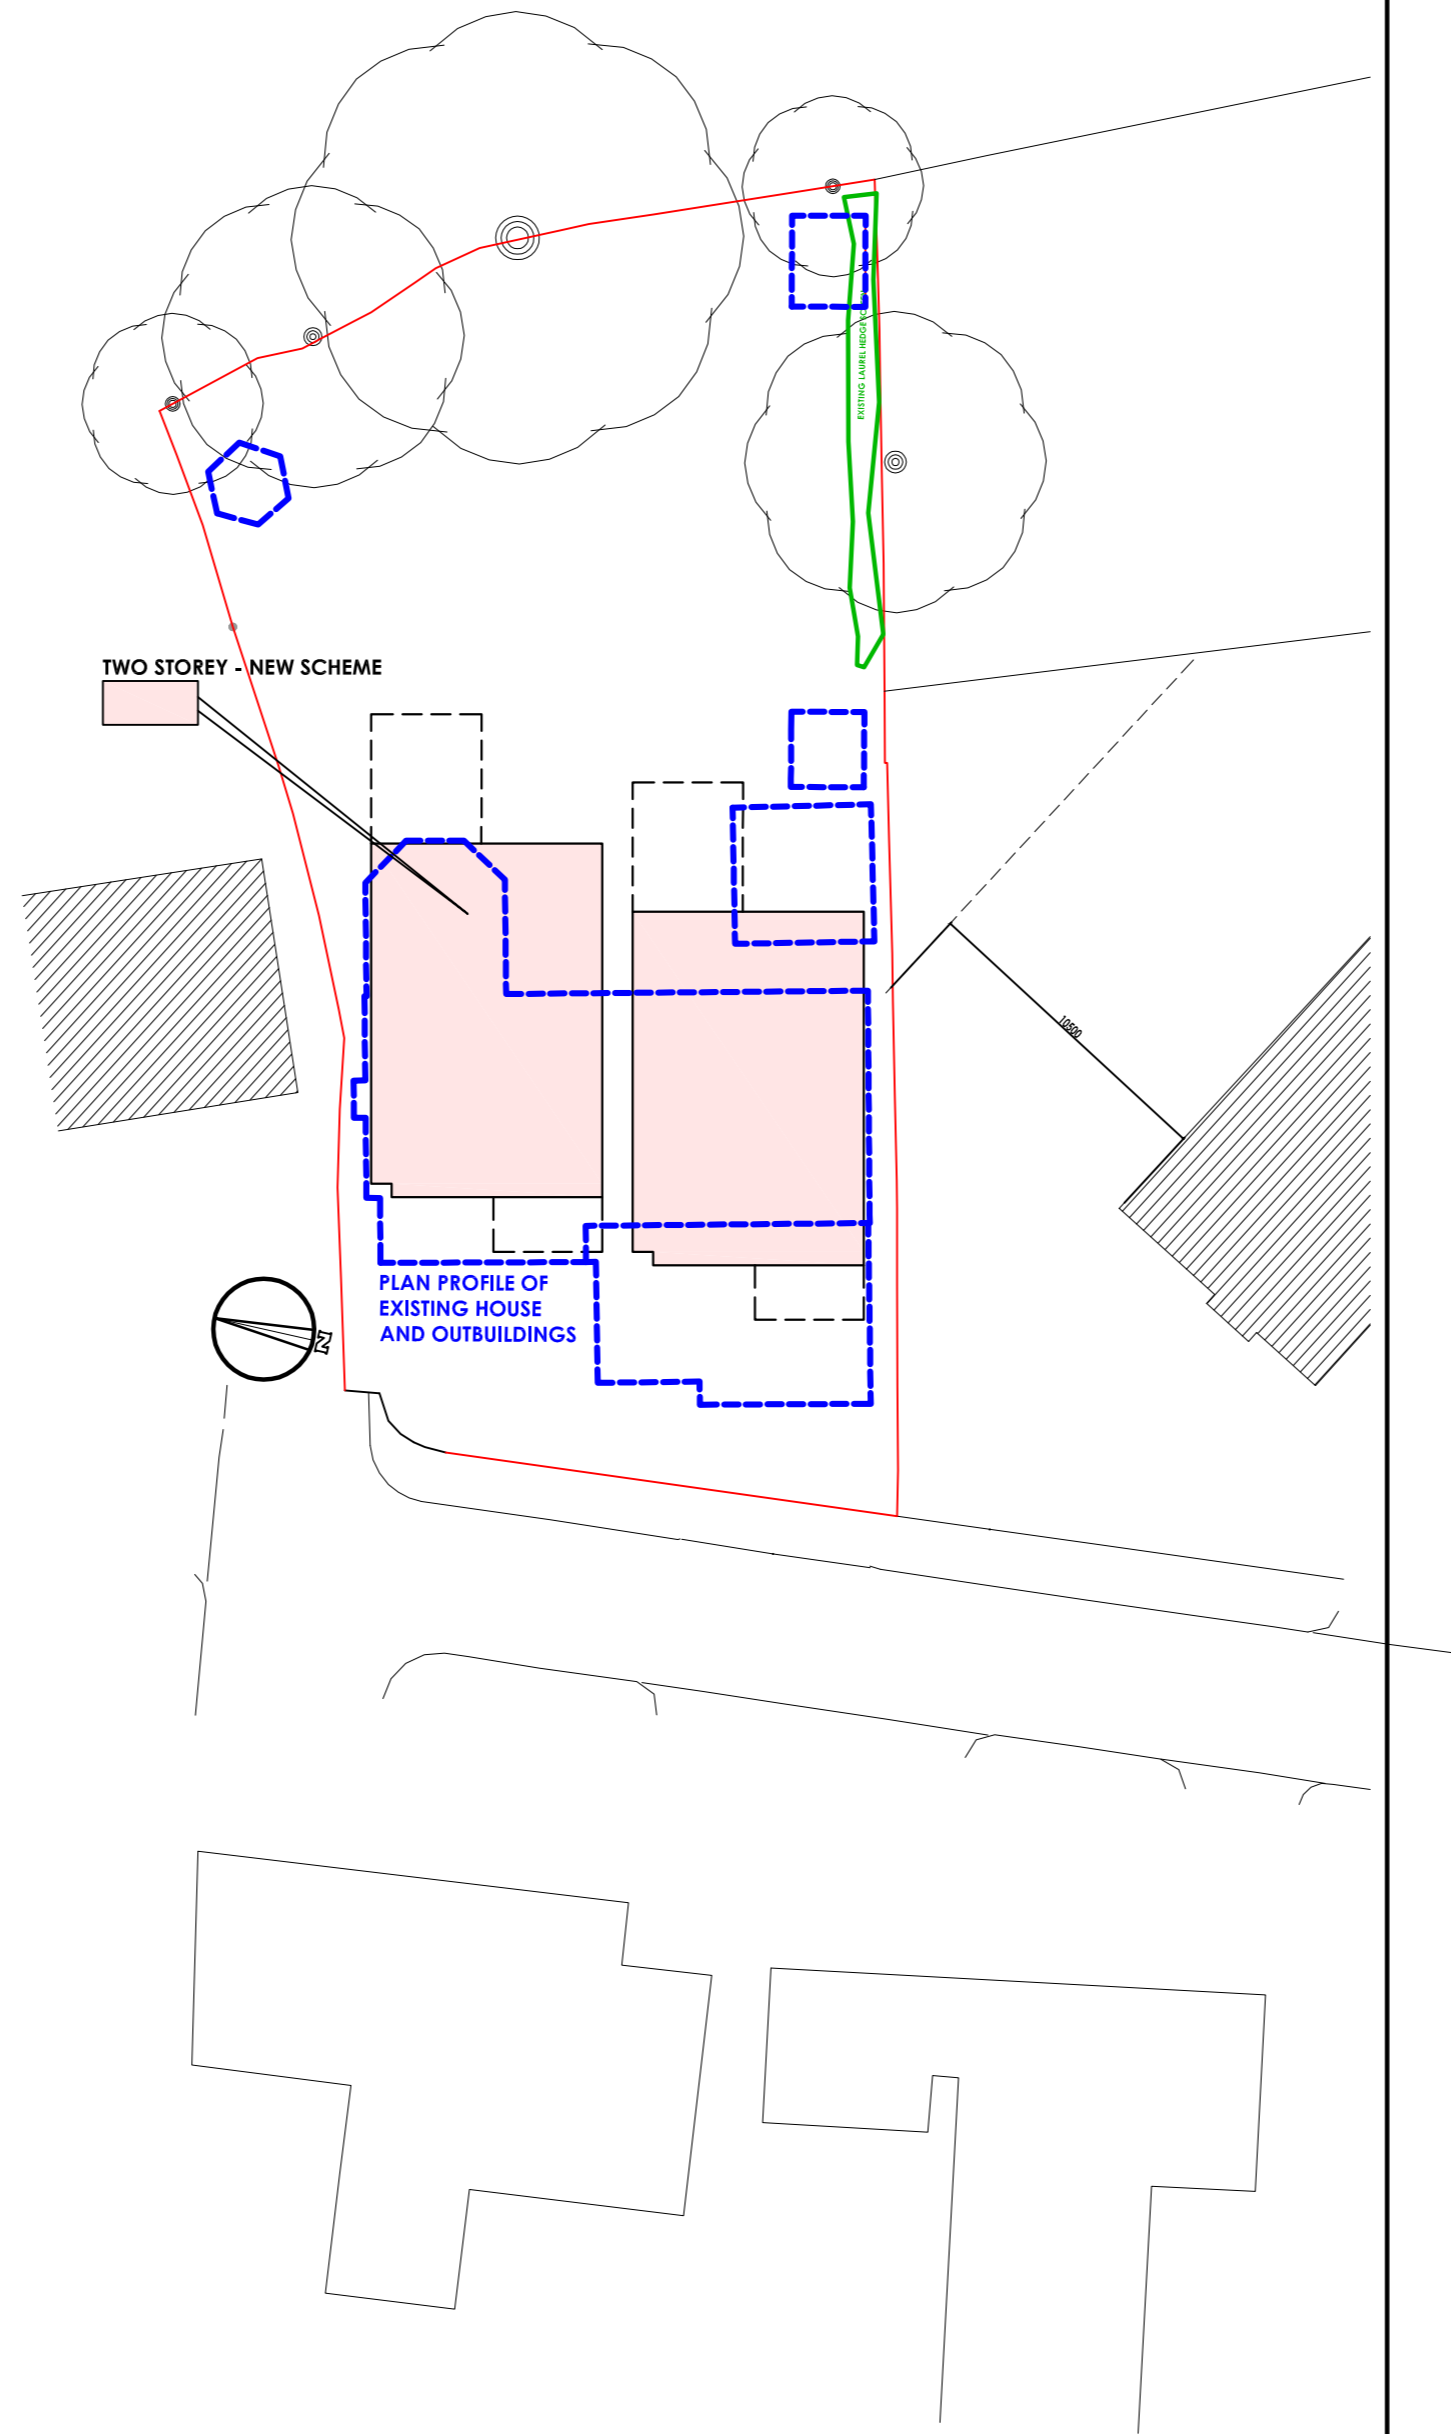 EXISTING LAUREL HEDGE
TWO STOREY - NEW SCHEME
10500
PLAN PROFILE OF
EXISTING HOUSE
AND OUTBUILDINGS
N